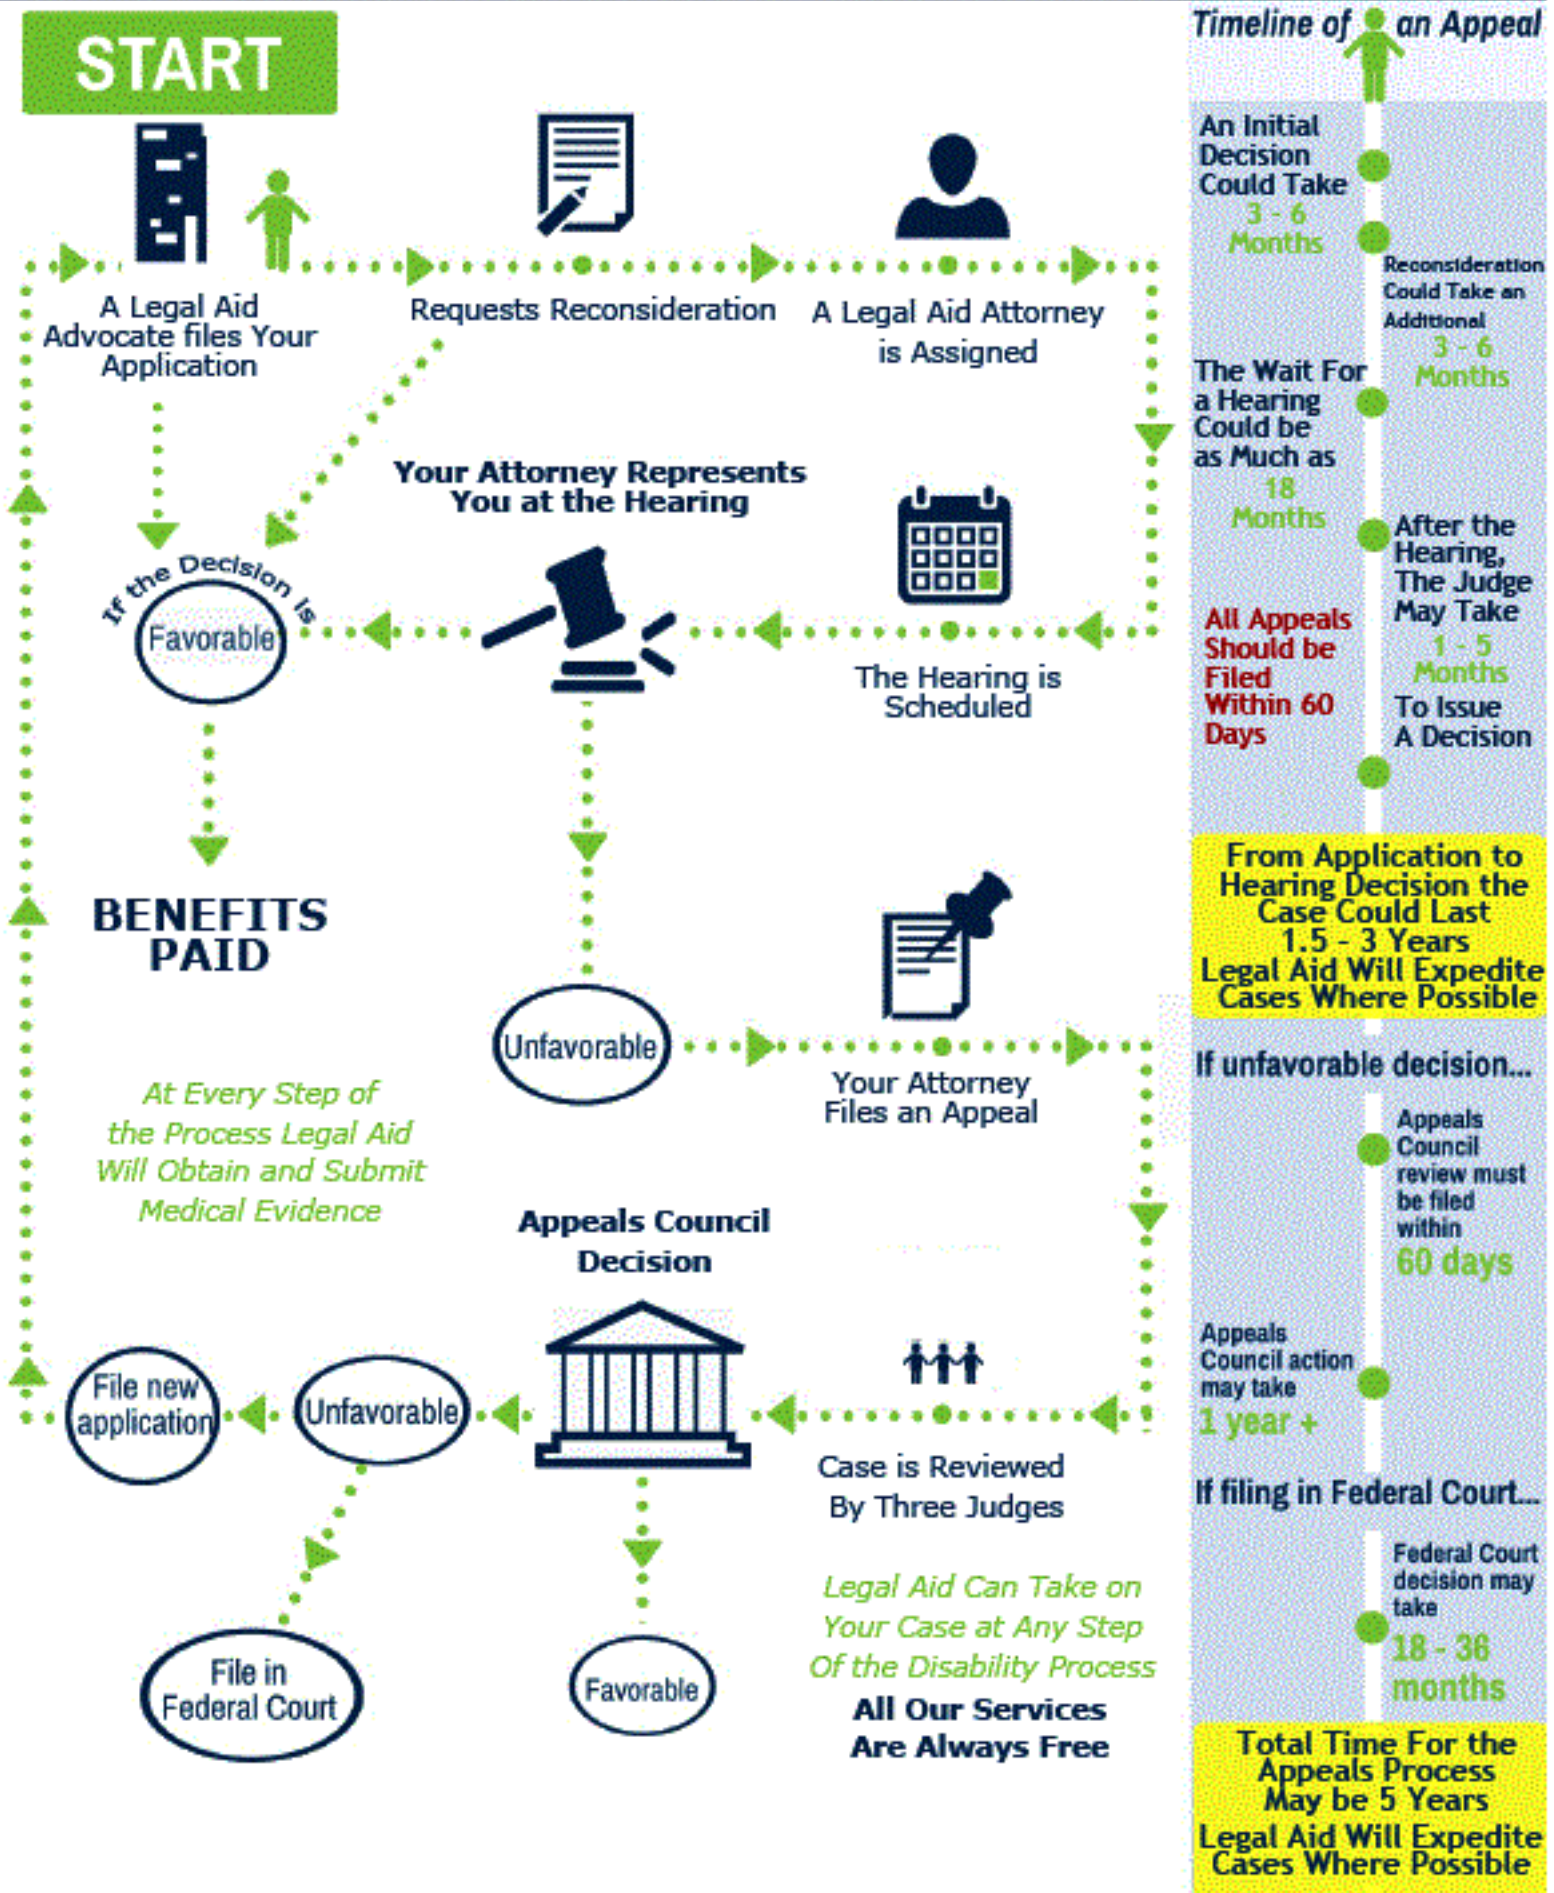 START
A Legal Aid
Advocate files Your
Application
Requests Reconsideration
A Legal Aid Attorney
is Assigned
Your Attorney Represents
You at the Hearing
If the Decision is
Favorable
The Hearing is
Scheduled
BENEFITS
PAID
Unfavorable
Your Attorney
Files an Appeal
At Every Step of
the Process Legal Aid
Will Obtain and Submit
Medical Evidence
Appeals Council
Decision
File new
application
Unfavorable
Case is Reviewed
By Three Judges
File in
Federal Court
Favorable
Legal Aid Can Take on
Your Case at Any Step
Of the Disability Process
All Our Services
Are Always Free
Timeline of an Appeal
An Initial
Decision
Could Take
3 - 6
Months
Reconsideration
Could Take an
Additional
3 - 6
Months
The Wait For
a Hearing
Could be
as Much as
18
Months
After the
Hearing,
The Judge
May Take
1 - 5
Months
To Issue
A Decision
All Appeals
Should be
Filed
Within 60
Days
From Application to
Hearing Decision the
Case Could Last
1.5 - 3 Years
Legal Aid Will Expedite
Cases Where Possible
If unfavorable decision...
Appeals
Council
review must
be filed
within
60 days
Appeals
Council action
may take
1 year +
If filing in Federal Court...
Federal Court
decision may
take
18 - 36
months
Total Time For the
Appeals Process
May be 5 Years
Legal Aid Will Expedite
Cases Where Possible